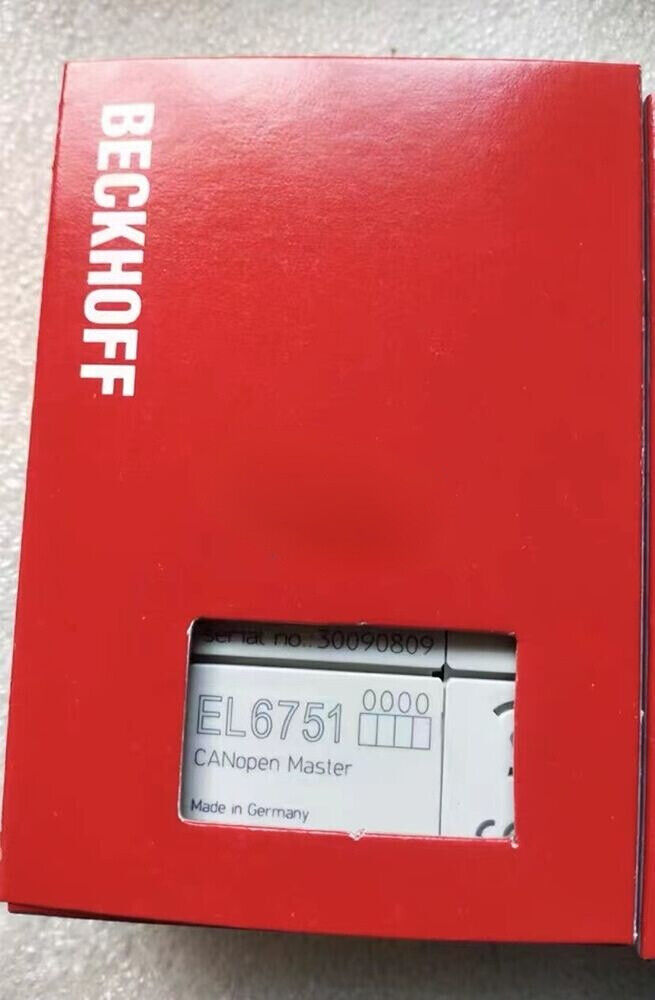 BECKHOFF
serial no.: 30090809
EL6751 0000
CANopen Master
Made in Germany